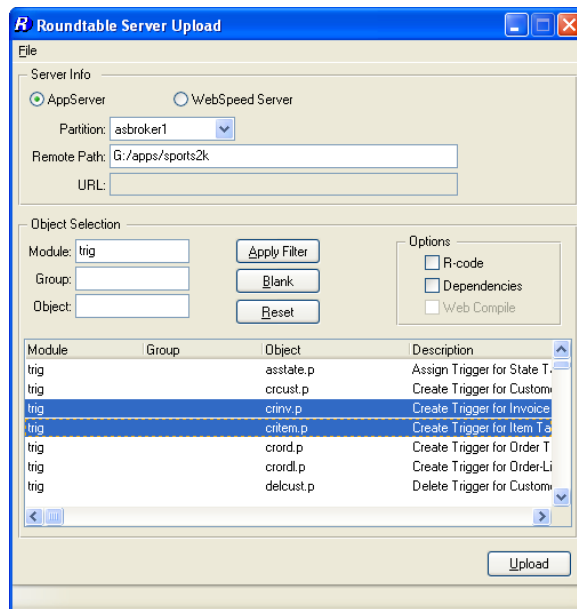 R Roundtable Server Upload
File
Server Info
AppServer WebSpeed Server
Partition: asbroker1
Remote Path: G:/apps/sports2k
URL:
Object Selection
Module: trig Apply Filter
Group: Blank
Object: Reset
Options
R-code
Dependencies
Web Compile
Module Group Object Description
trig asstate.p Assign Trigger for State T
trig crcust.p Create Trigger for Custom
trig crinv.p Create Trigger for Invoice
trig critem.p Create Trigger for Item Ta
trig crord.p Create Trigger for Order T
trig crordl.p Create Trigger for Order-Li
trig delcust.p Delete Trigger for Custom
Upload